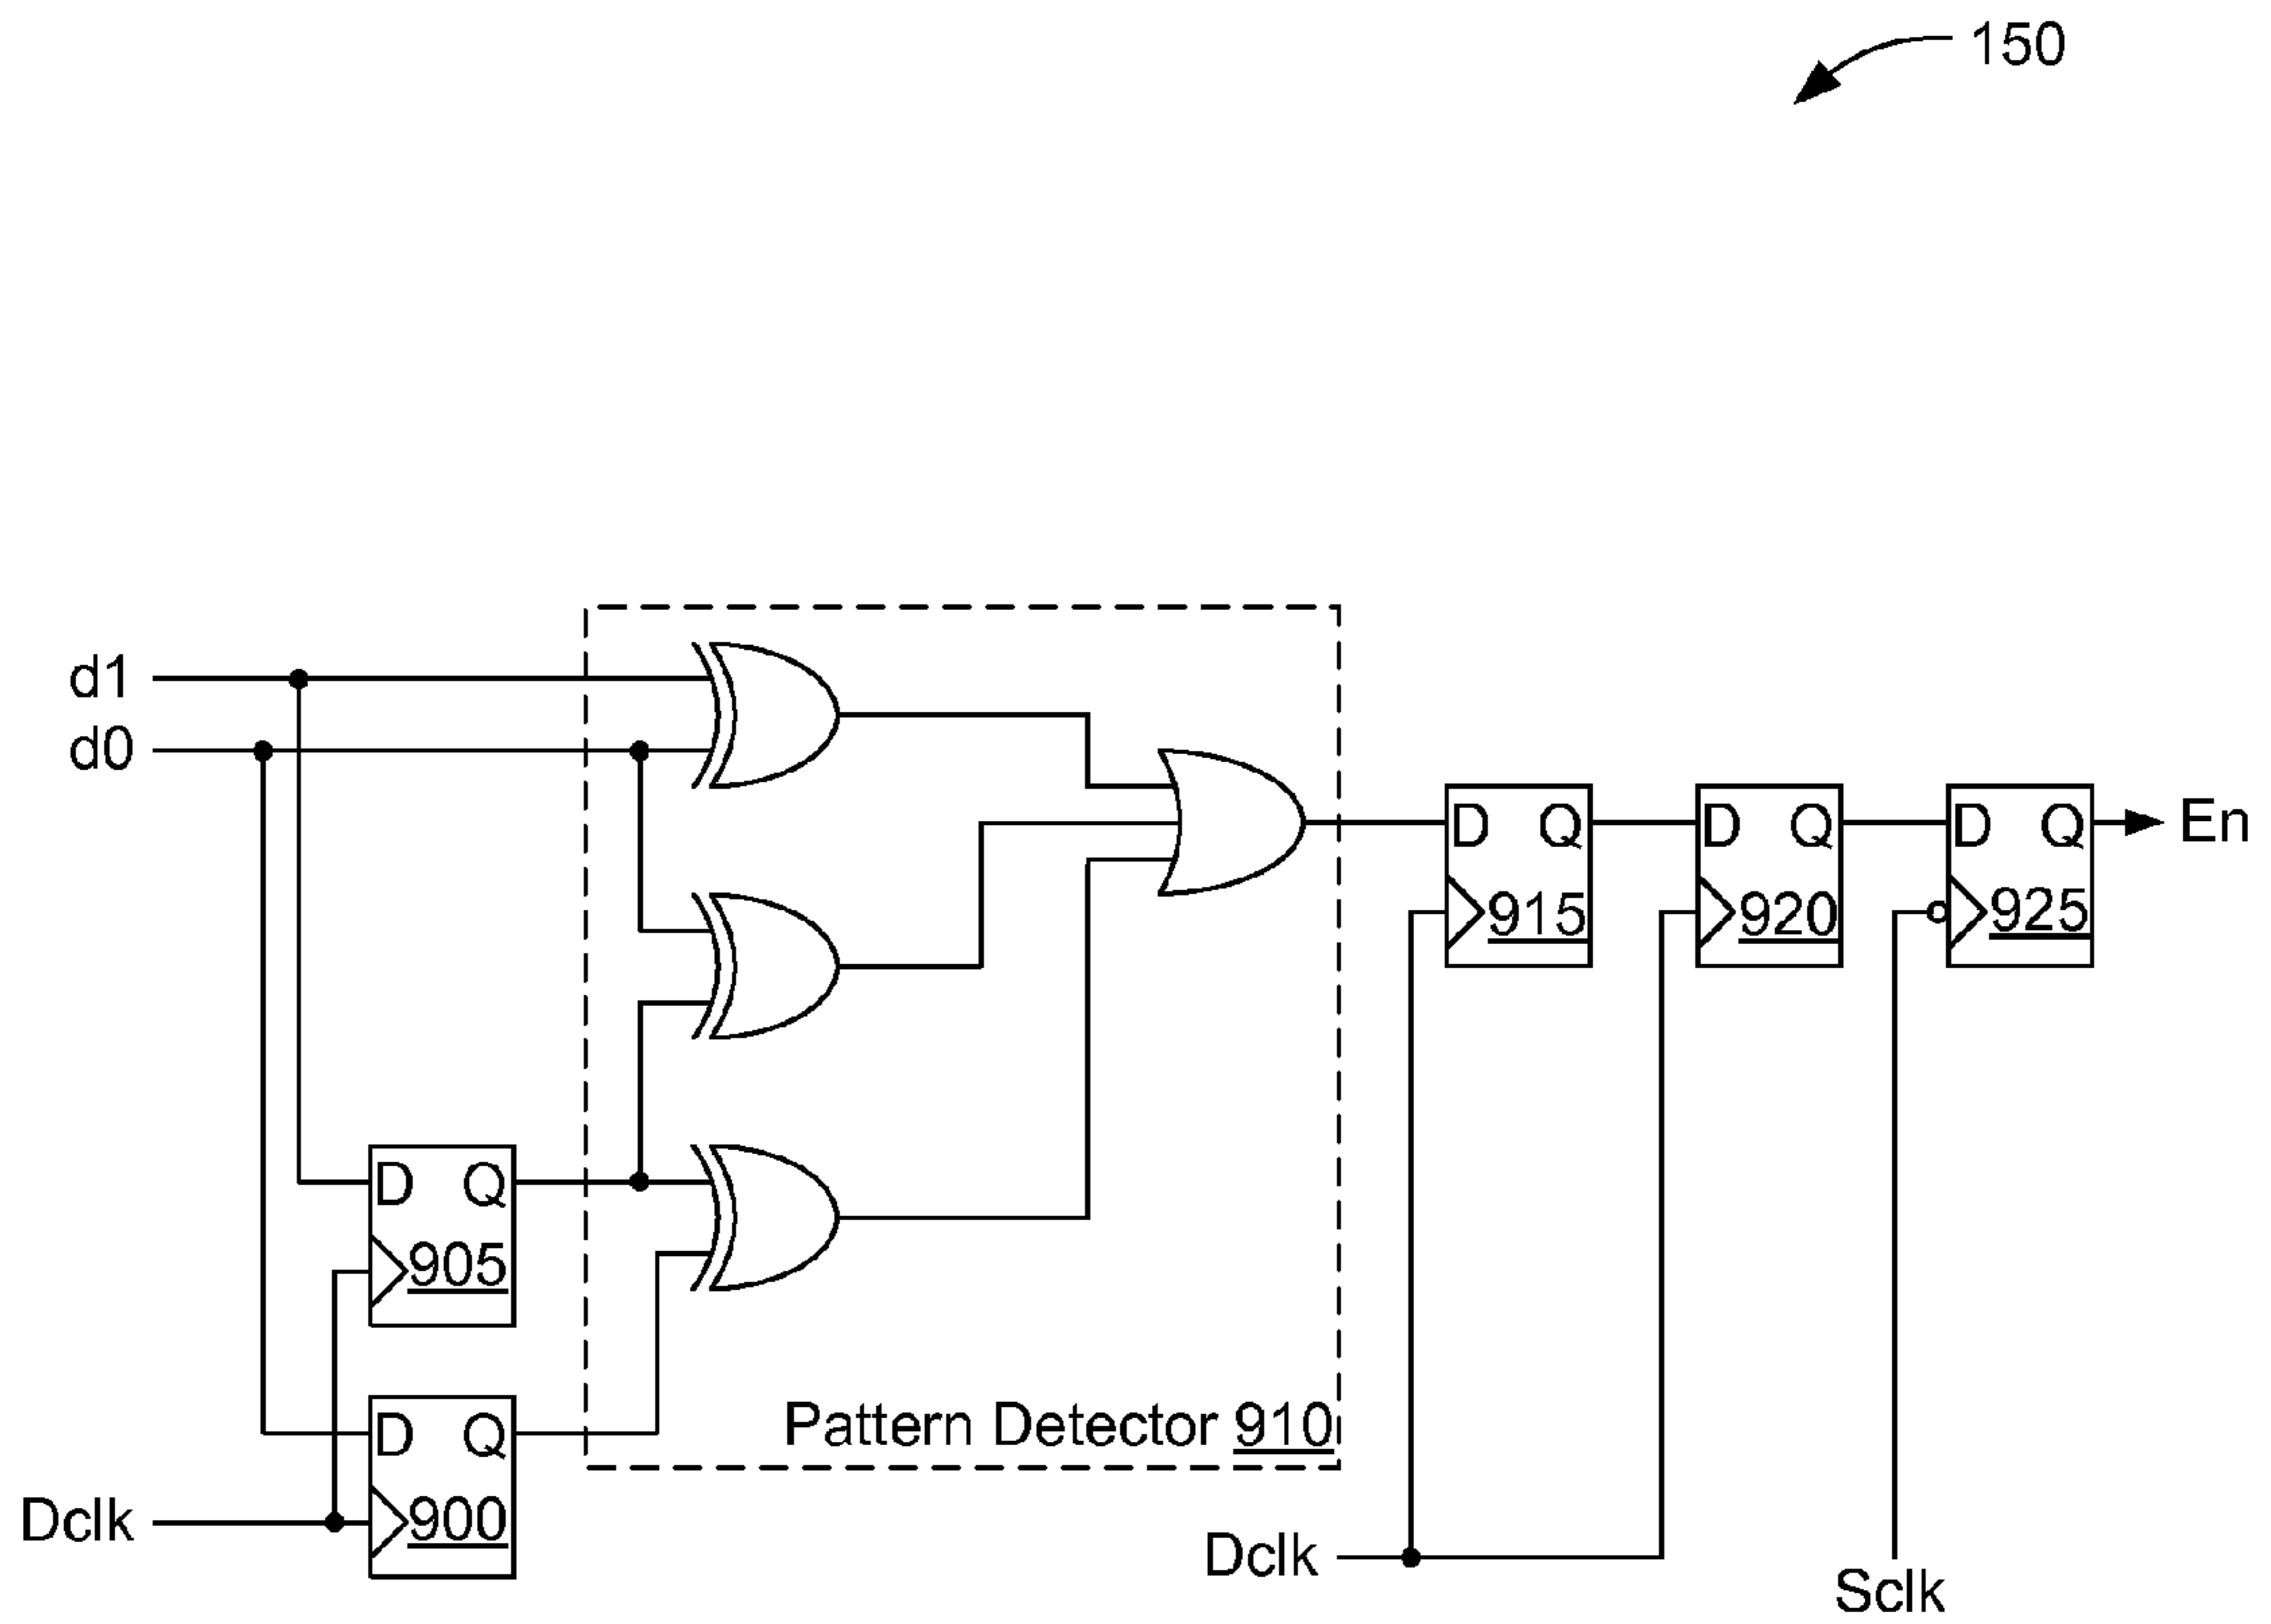 150
d1
d0
D Q
915
D Q
920
D Q
925
En
D Q
905
D Q
900
Pattern Detector 910
Dclk
Dclk
Sclk